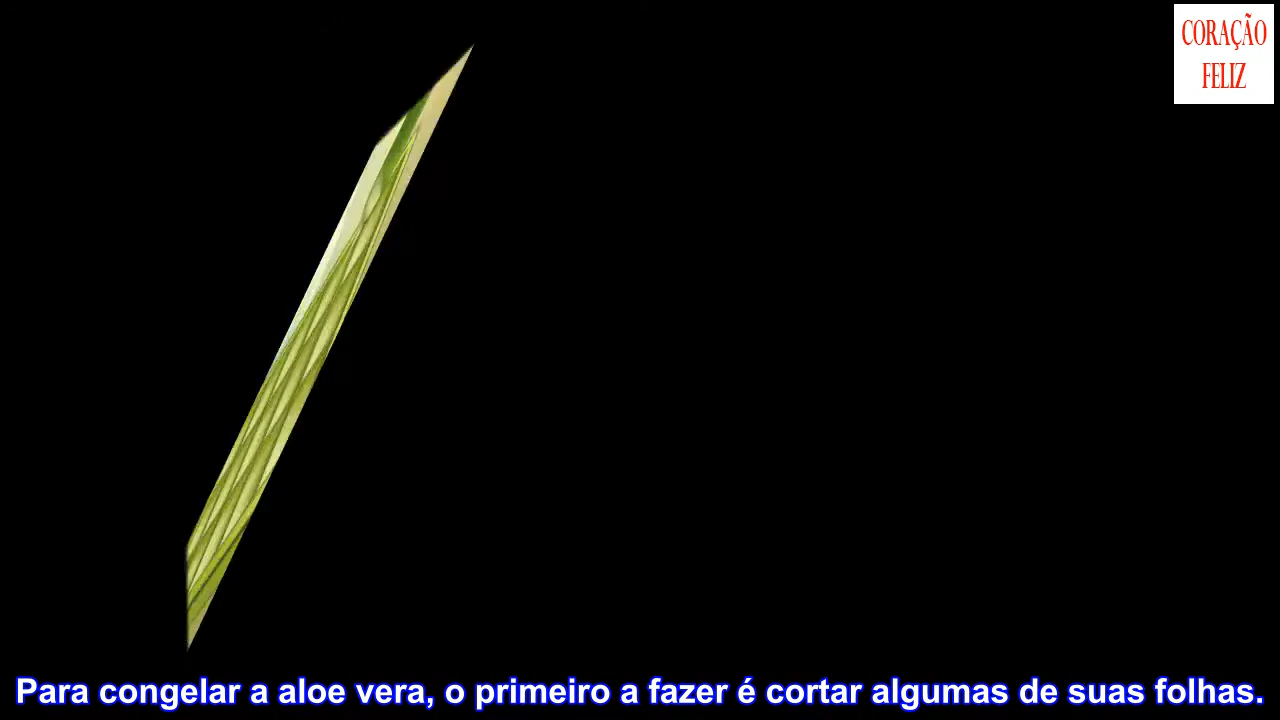 CORAÇÃO
FELIZ
Para congelar a aloe vera, o primeiro a fazer é cortar algumas de suas folhas.